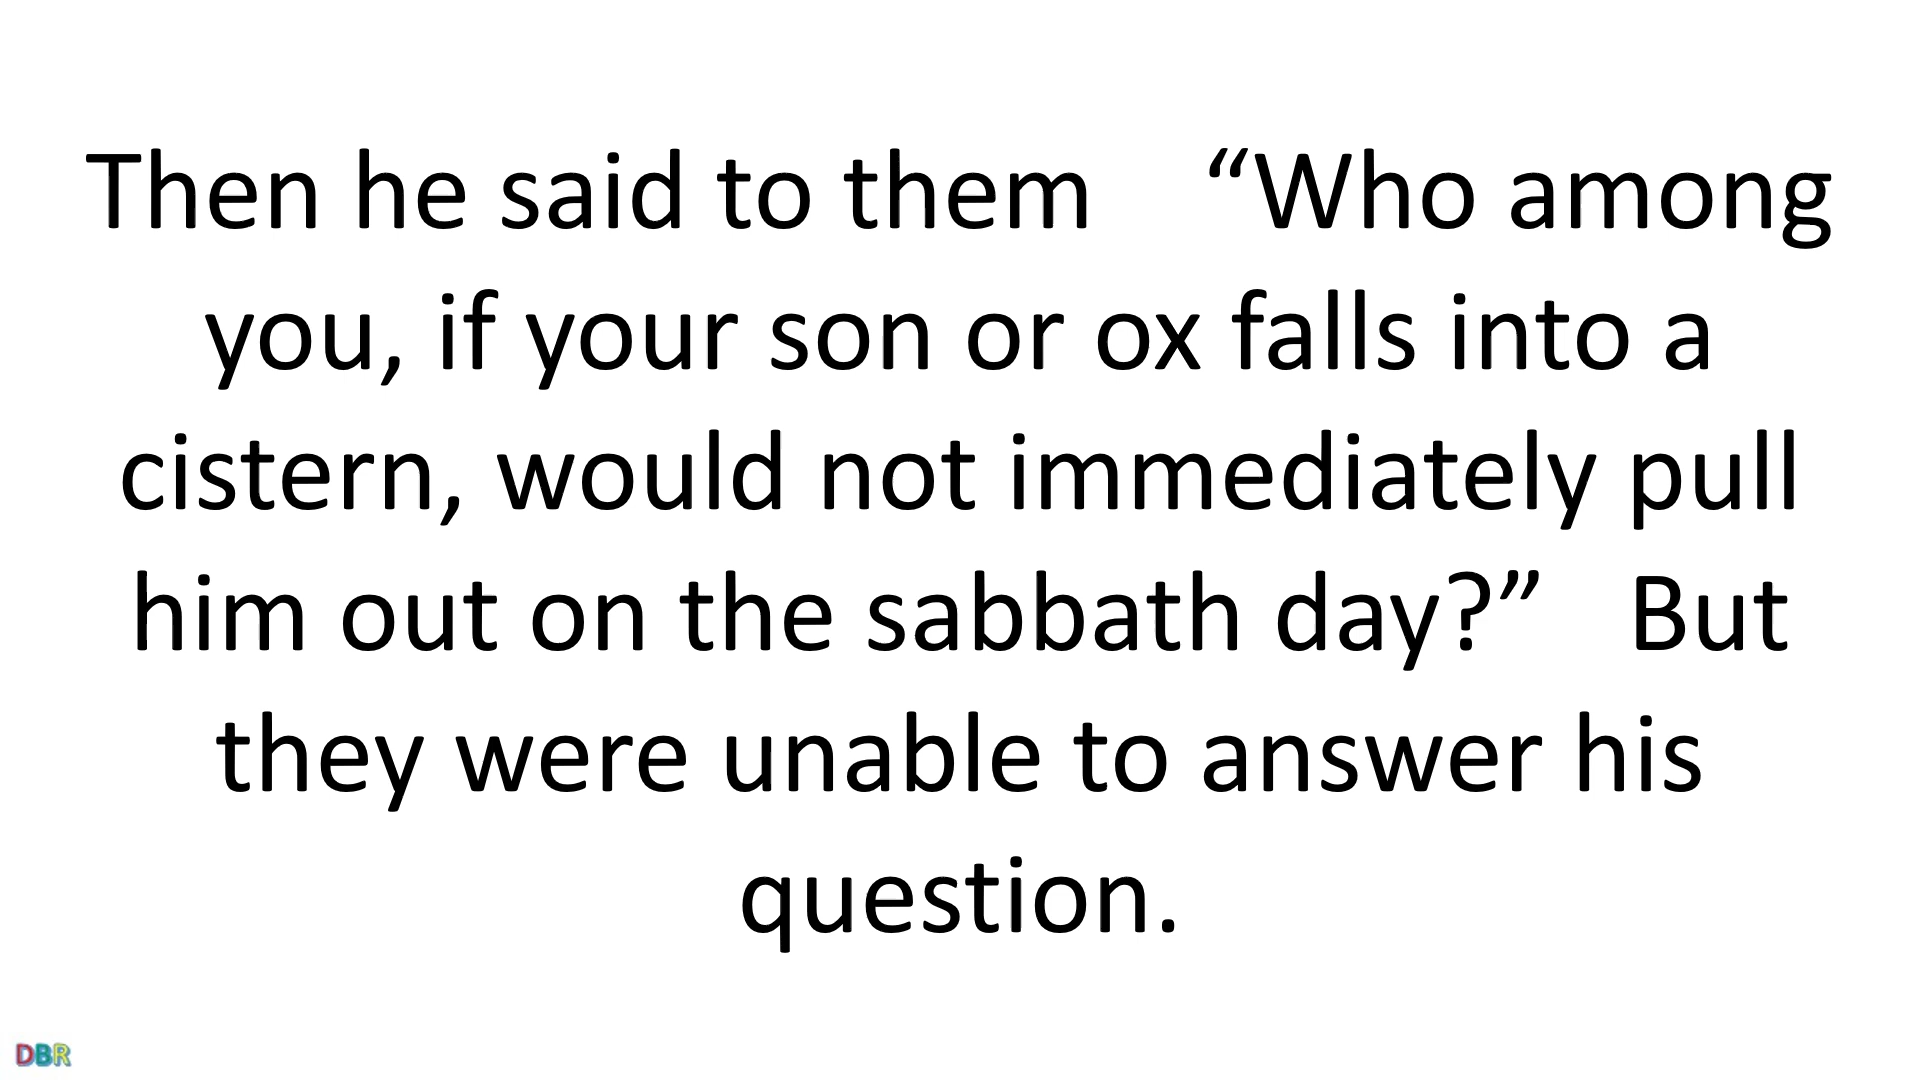 Then he said to them “Who among
you, if your son or ox falls into a
cistern, would not immediately pull
him out on the sabbath day?” But
they were unable to answer his
question.
DBR